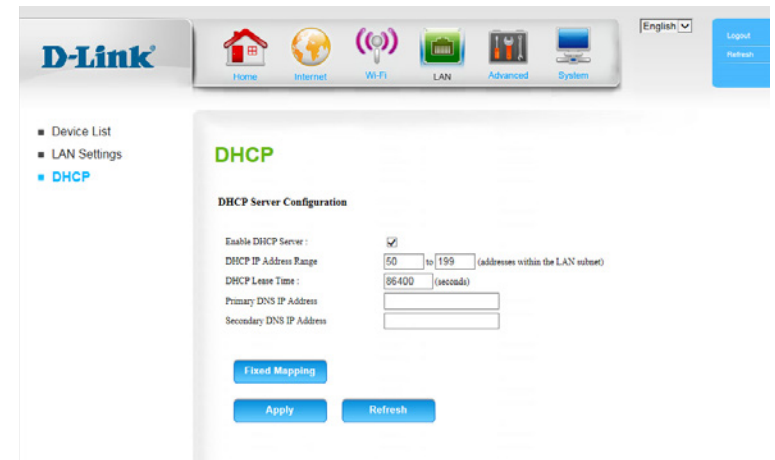 D-Link
Home
Internet
Wi-Fi
LAN
Advanced
System
English
Logout
Refresh
Device List
LAN Settings
DHCP
DHCP
DHCP Server Configuration
Enable DHCP Server :
DHCP IP Address Range 50 to 199 (addresses within the LAN subnet)
DHCP Lease Time : 86400 (seconds)
Primary DNS IP Address
Secondary DNS IP Address
Fixed Mapping
Apply Refresh